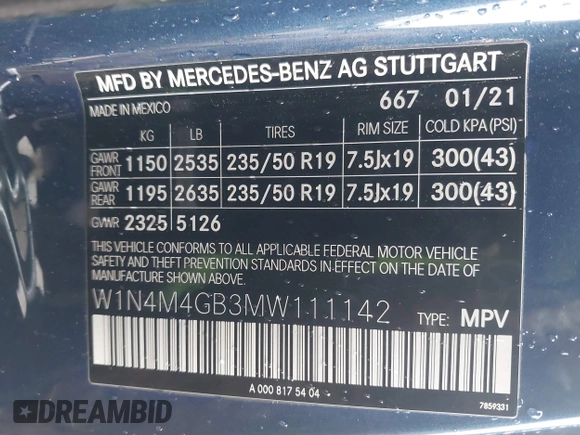 MFD BY MERCEDES-BENZ AG STUTTGART
MADE IN MEXICO 667 01/21
KG LB TIRES RIM SIZE COLD KPA(PSI)
GAWR FRONT 1150 2535 235/50 R19 7.5Jx19 300(43)
GAWR REAR 1195 2635 235/50 R19 7.5Jx19 300(43)
GVWR 2325 5126
THIS VEHICLE CONFORMS TO ALL APPLICABLE FEDERAL MOTOR VEHICLE
SAFETY AND THEFT PREVENTION STANDARDS IN EFFECT ON THE DATE OF
MANUFACTURE SHOWN ABOVE.
W1N4M4GB3MW111142 TYPE: MPV
A 000 817 54 04
7859331
DREAMBID